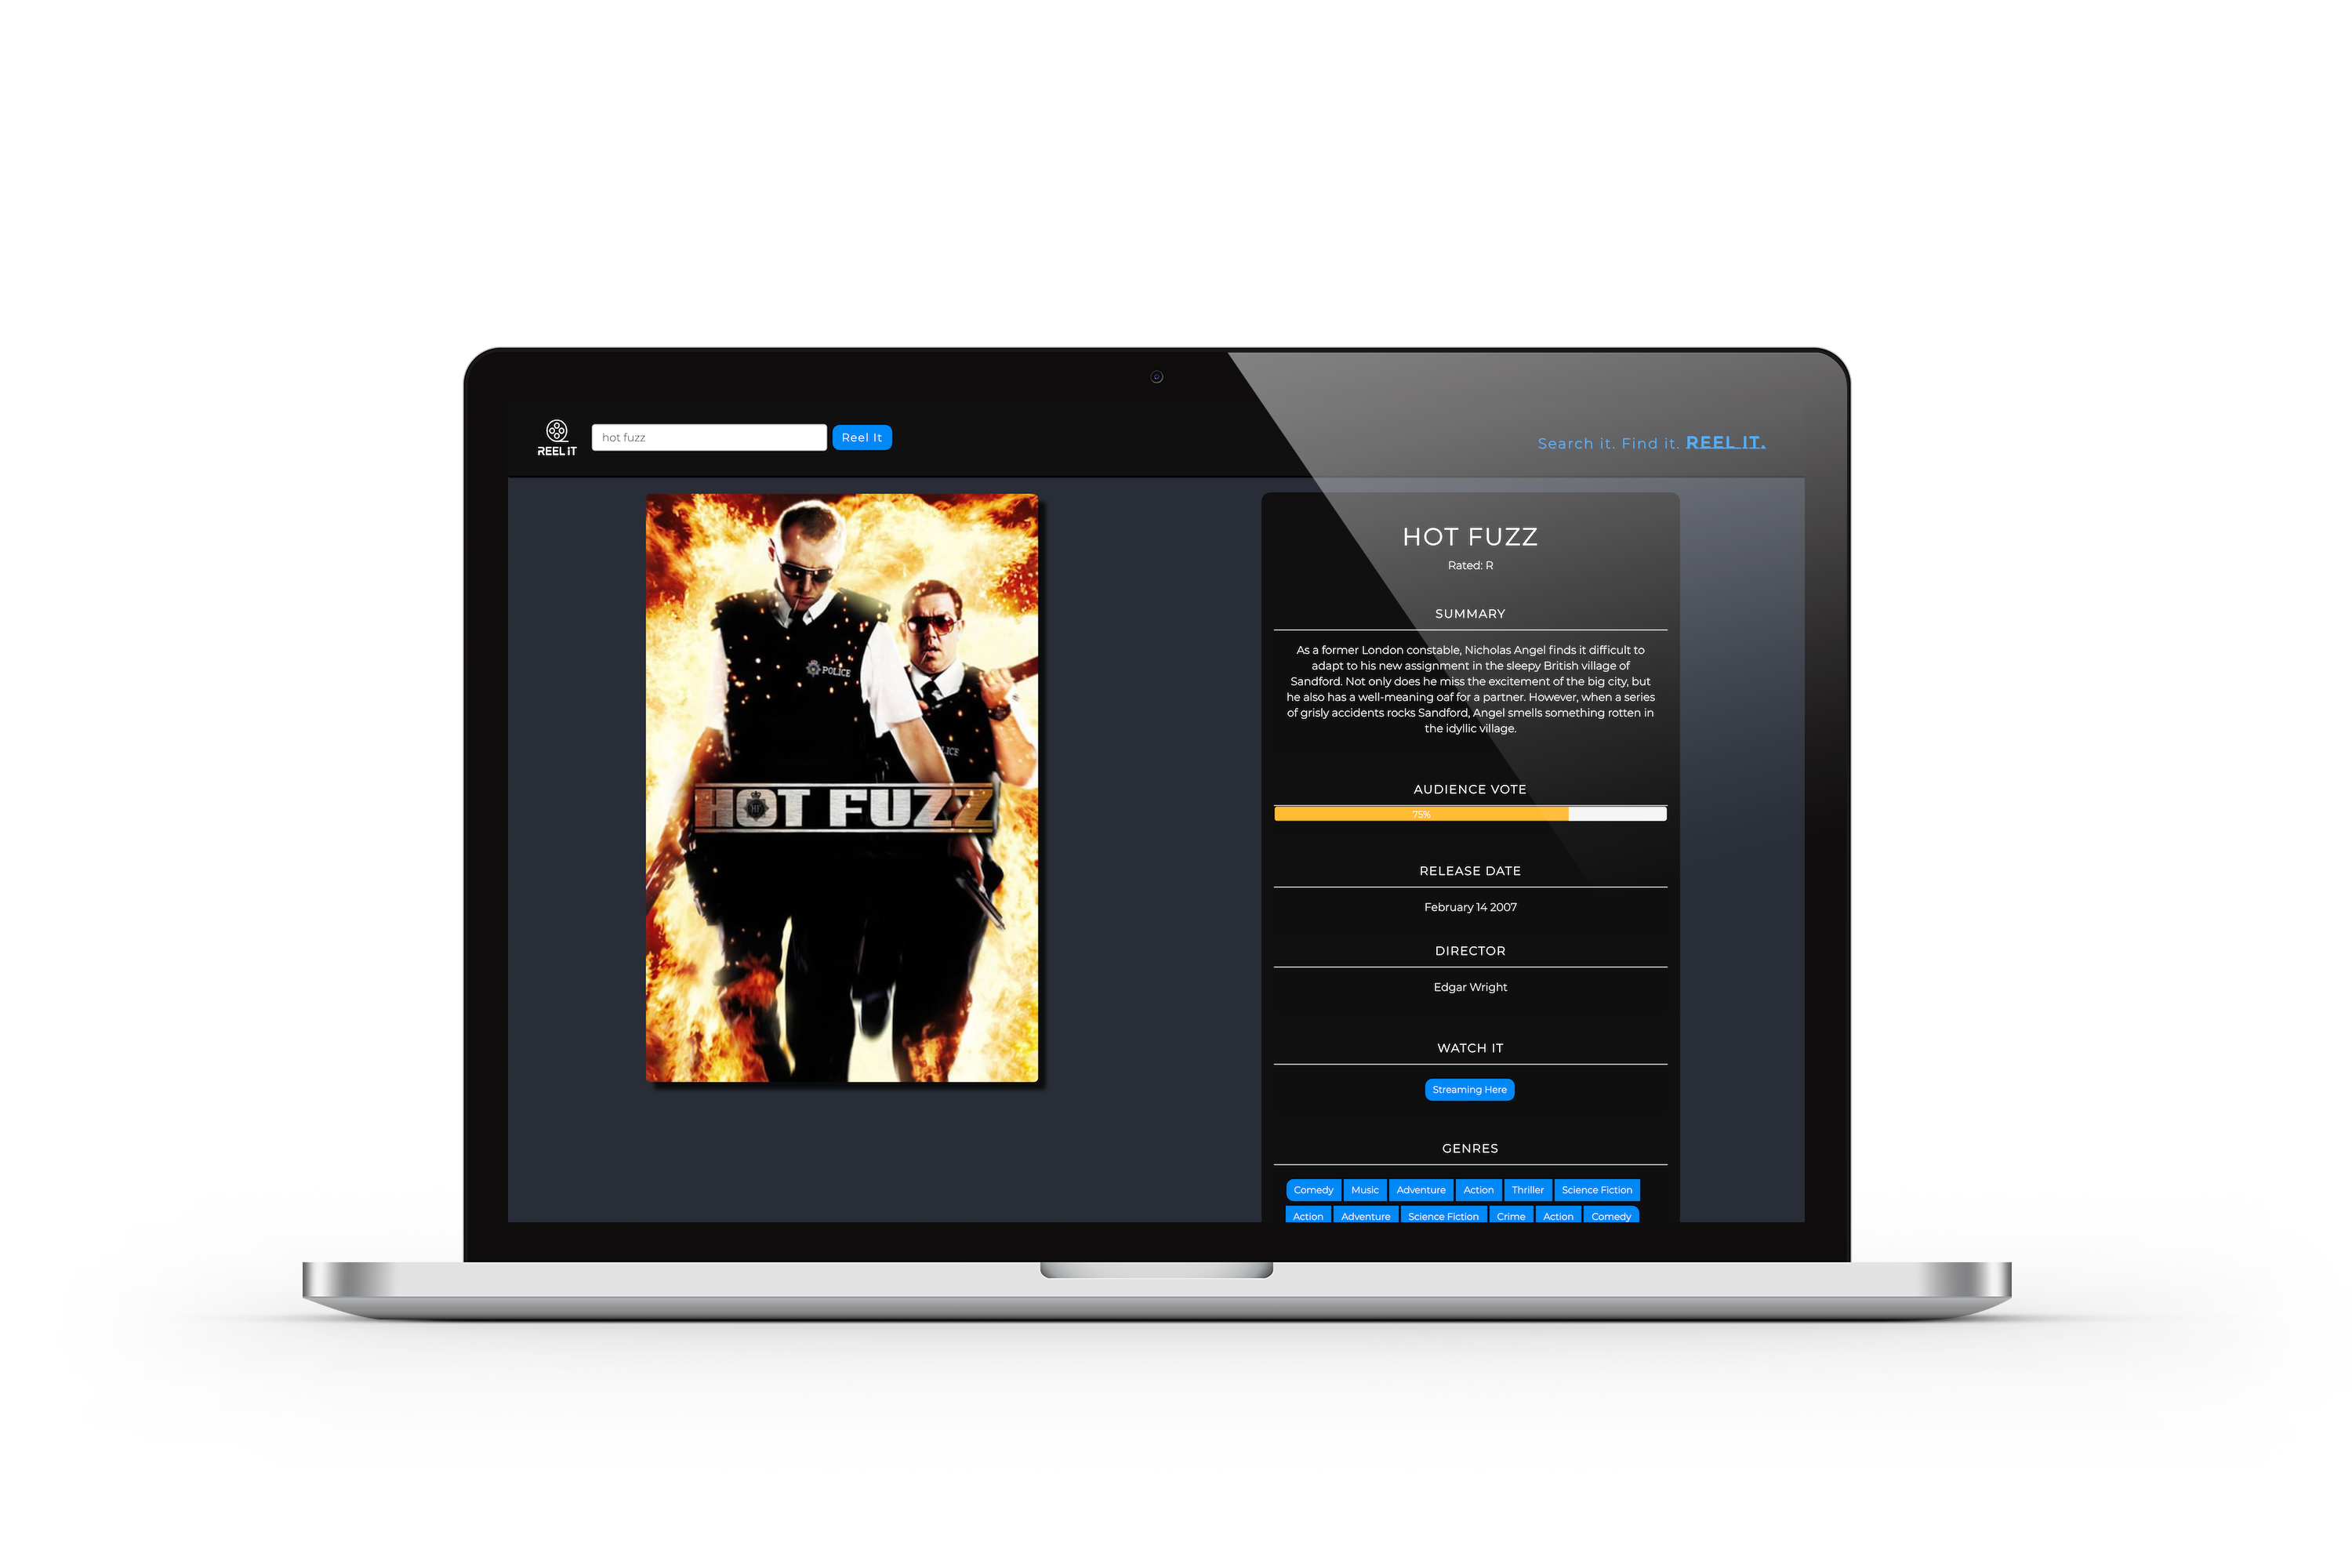 REEL IT
hot fuzz
Reel It
Search it. Find it. REEL IT.
POLICE
LICE
HOT FUZZ
HOT FUZZ
Rated: R
SUMMARY
As a former London constable, Nicholas Angel finds it difficult to
adapt to his new assignment in the sleepy British village of
Sandford. Not only does he miss the excitement of the big city, but
he also has a well-meaning oaf for a partner. However, when a series
of grisly accidents rocks Sandford, Angel smells something rotten in
the idyllic village.
AUDIENCE VOTE
75%
RELEASE DATE
February 14 2007
DIRECTOR
Edgar Wright
WATCH IT
Streaming Here
GENRES
Comedy Music Adventure Action Thriller Science Fiction
Action Adventure Science Fiction Crime Action Comedy